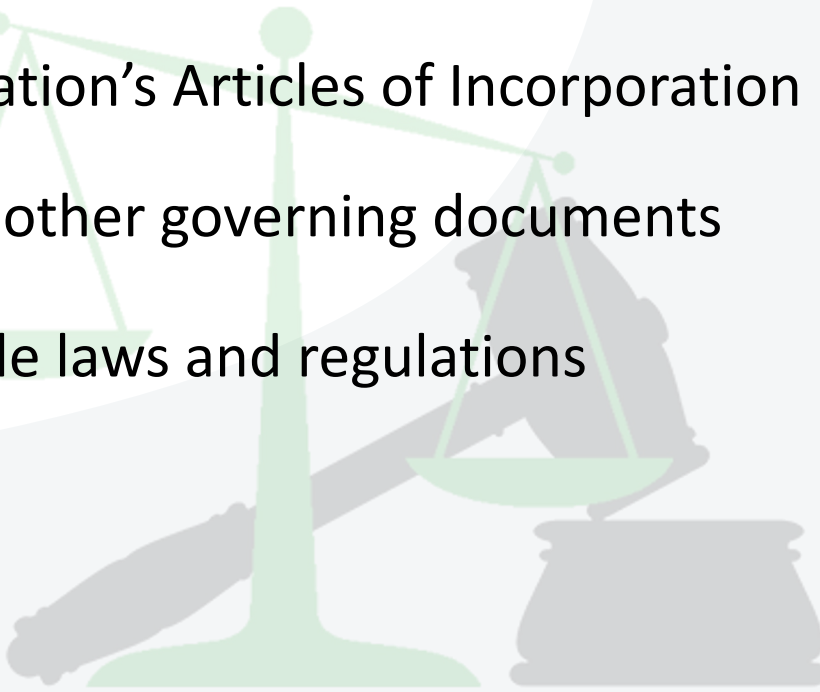 ation’s Articles of Incorporation
other governing documents
le laws and regulations